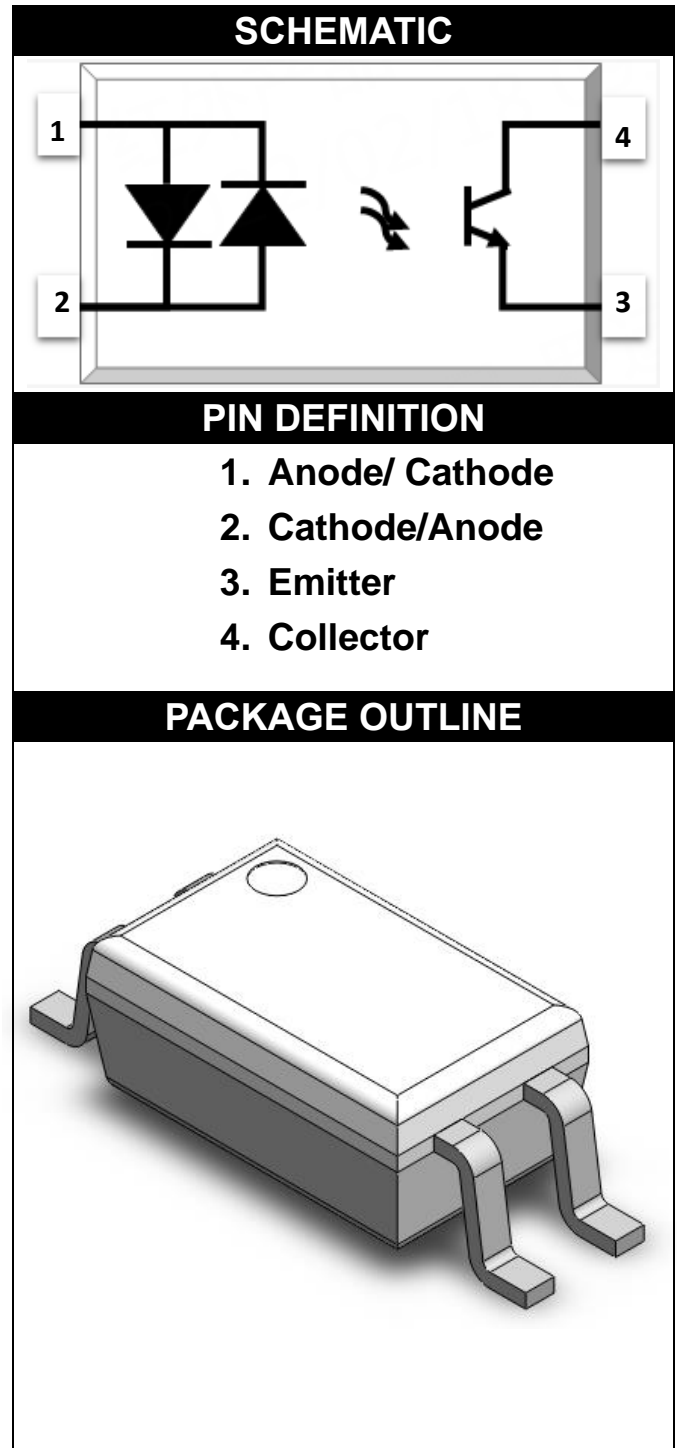 SCHEMATIC
1
4
2
3
PIN DEFINITION
1. Anode/ Cathode
2. Cathode/Anode
3. Emitter
4. Collector
PACKAGE OUTLINE